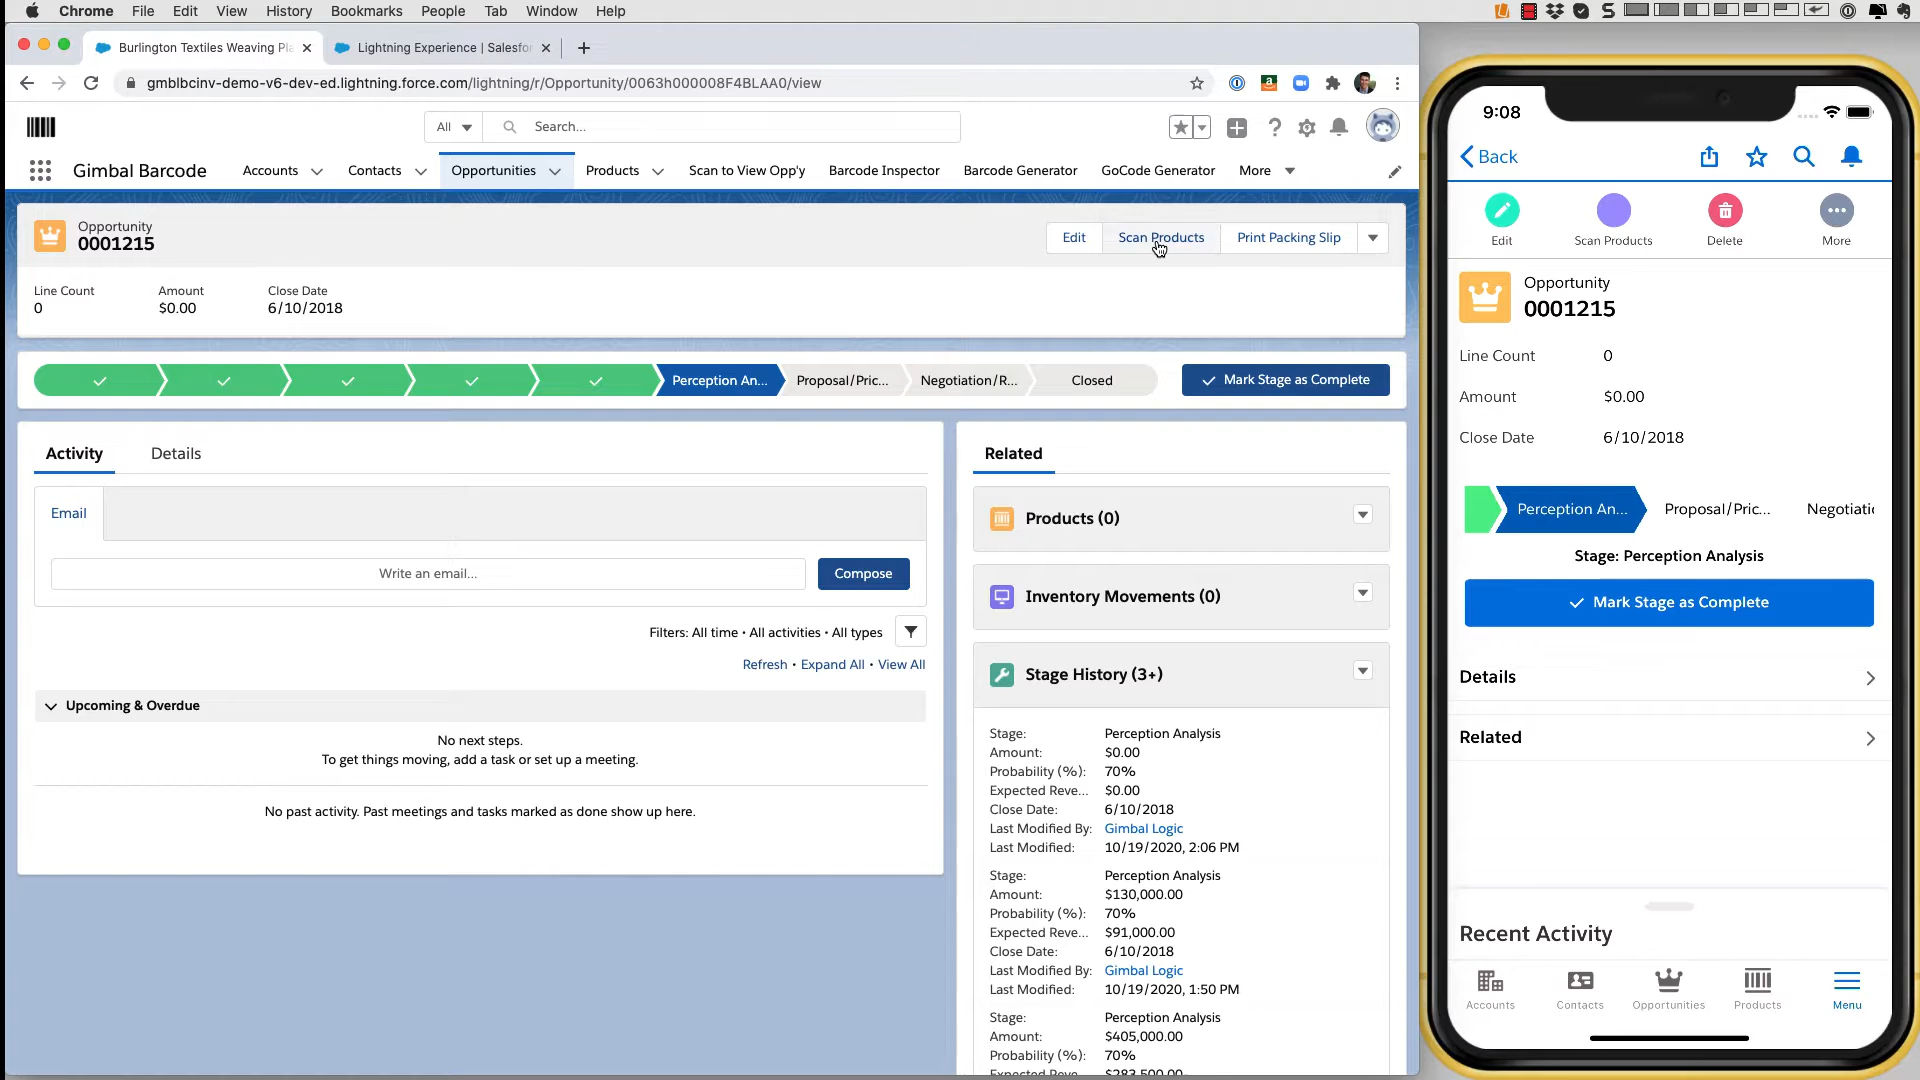 Chrome File Edit View History Bookmarks People Tab Window Help
Burlington Textiles Weaving Pla
Lightning Experience | Salesfor
gmblbcinv-demo-v6-dev-ed.lightning.force.com/lightning/r/Opportunity/0063h000008F4BLAA0/view
All
Search...
Gimbal Barcode
Accounts
Contacts
Opportunities
Products
Scan to View Opp'y
Barcode Inspector
Barcode Generator
GoCode Generator
More
Opportunity
0001215
Edit
Scan Products
Print Packing Slip
Line Count
0
Amount
$0.00
Close Date
6/10/2018
Perception An...
Proposal/Pric...
Negotiation/R...
Closed
Mark Stage as Complete
Activity
Details
Email
Write an email...
Compose
Filters: All time • All activities • All types
Refresh • Expand All • View All
Upcoming & Overdue
No next steps.
To get things moving, add a task or set up a meeting.
No past activity. Past meetings and tasks marked as done show up here.
Related
Products (0)
Inventory Movements (0)
Stage History (3+)
Stage: Perception Analysis
Amount: $0.00
Probability (%): 70%
Expected Reve... $0.00
Close Date: 6/10/2018
Last Modified By: Gimbal Logic
Last Modified: 10/19/2020, 2:06 PM
Stage: Perception Analysis
Amount: $130,000.00
Probability (%): 70%
Expected Reve... $91,000.00
Close Date: 6/10/2018
Last Modified By: Gimbal Logic
Last Modified: 10/19/2020, 1:50 PM
Stage: Perception Analysis
Amount: $405,000.00
Probability (%): 70%
Expected Reve... $283,500.00
9:08
Back
Edit
Scan Products
Delete
More
Opportunity
0001215
Line Count 0
Amount $0.00
Close Date 6/10/2018
Perception An...
Proposal/Pric...
Negotiati
Stage: Perception Analysis
Mark Stage as Complete
Details
Related
Recent Activity
Accounts
Contacts
Opportunities
Products
Menu